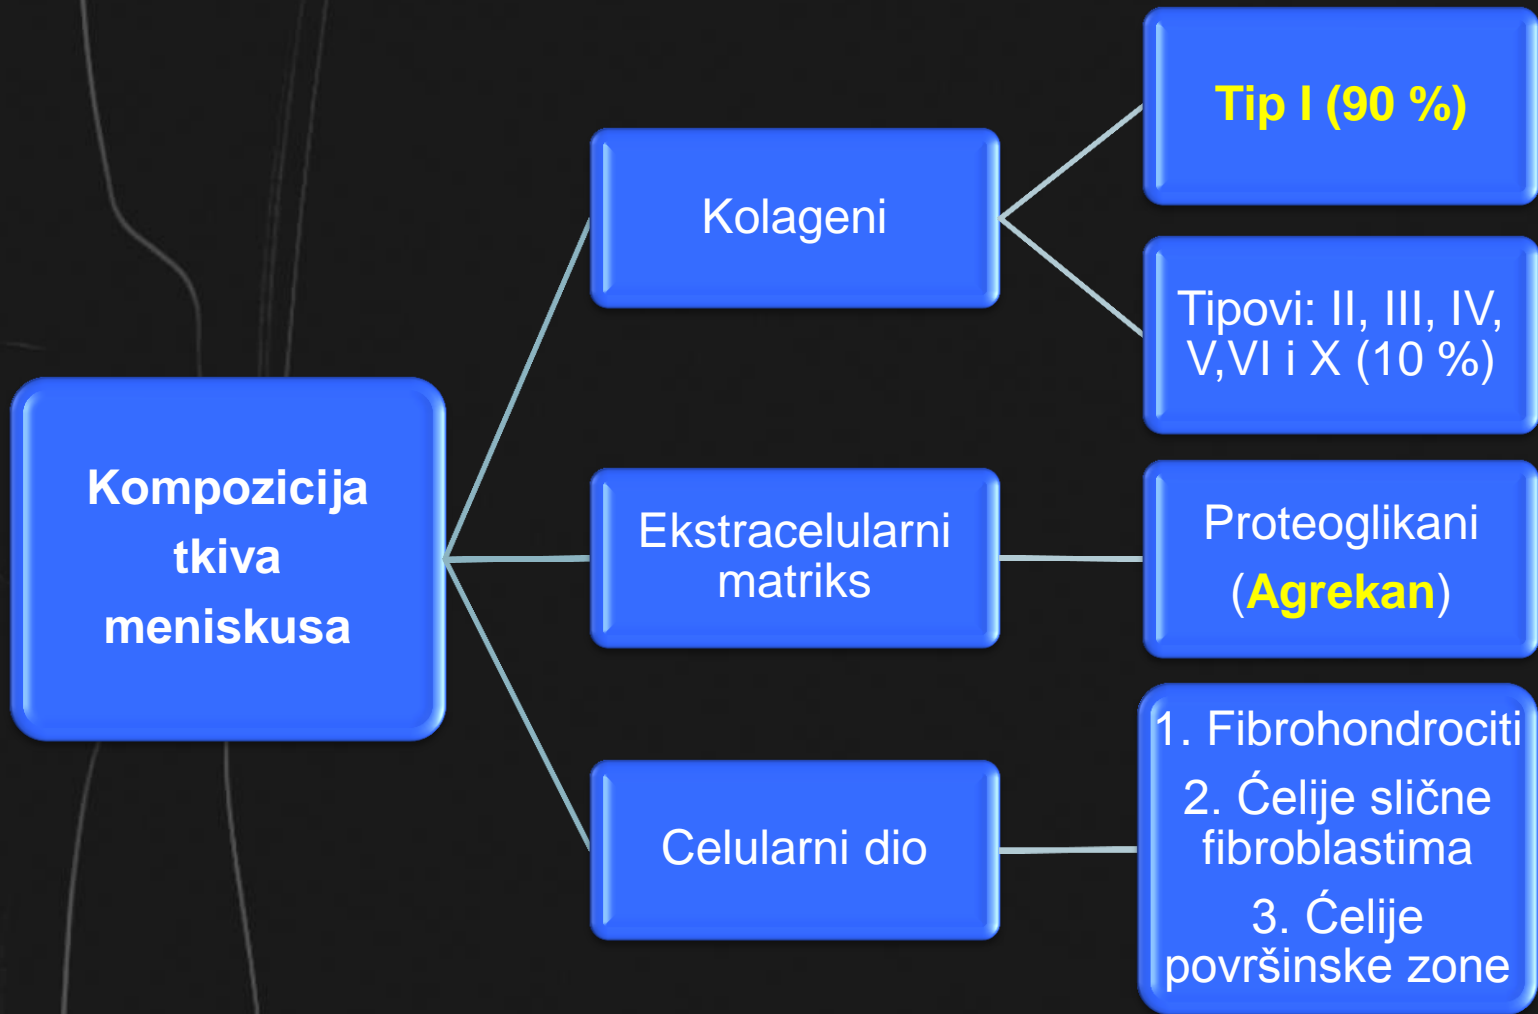 Kompozicija
tkiva
meniskusa
Kolageni
Tip I (90 %)
Tipovi: II, III, IV,
V,VI i X (10 %)
Ekstracelularni
matriks
Proteoglikani
(Agrekan)
Celularni dio
1. Fibrohondrociti
2. Ćelije slične
fibroblastima
3. Ćelije
površinske zone